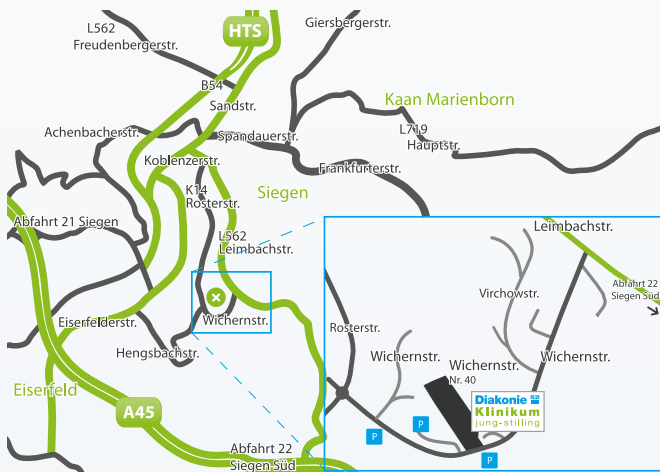 L562
Freudenbergerstr.
HTS
Giersbergerstr.
B54
Sandstr.
Kaan Marienborn
Achenbacherstr.
Spandauerstr.
L719
Hauptstr.
Koblenzerstr.
Frankfurterstr.
K14
Rosterstr.
Siegen
Abfahrt 21 Siegen
L562
Leimbachstr.
Wichernstr.
Eiserfelderstr.
Hengsbachstr.
Eiserfeld
A45
Abfahrt 22
Siegen Süd
Leimbachstr.
Abfahrt 22
Siegen Süd
Virchowstr.
Rosterstr.
Wichernstr.
Wichernstr.
Nr. 40
Wichernstr.
Diakonie
Klinikum
jung-stilling
P
P
P